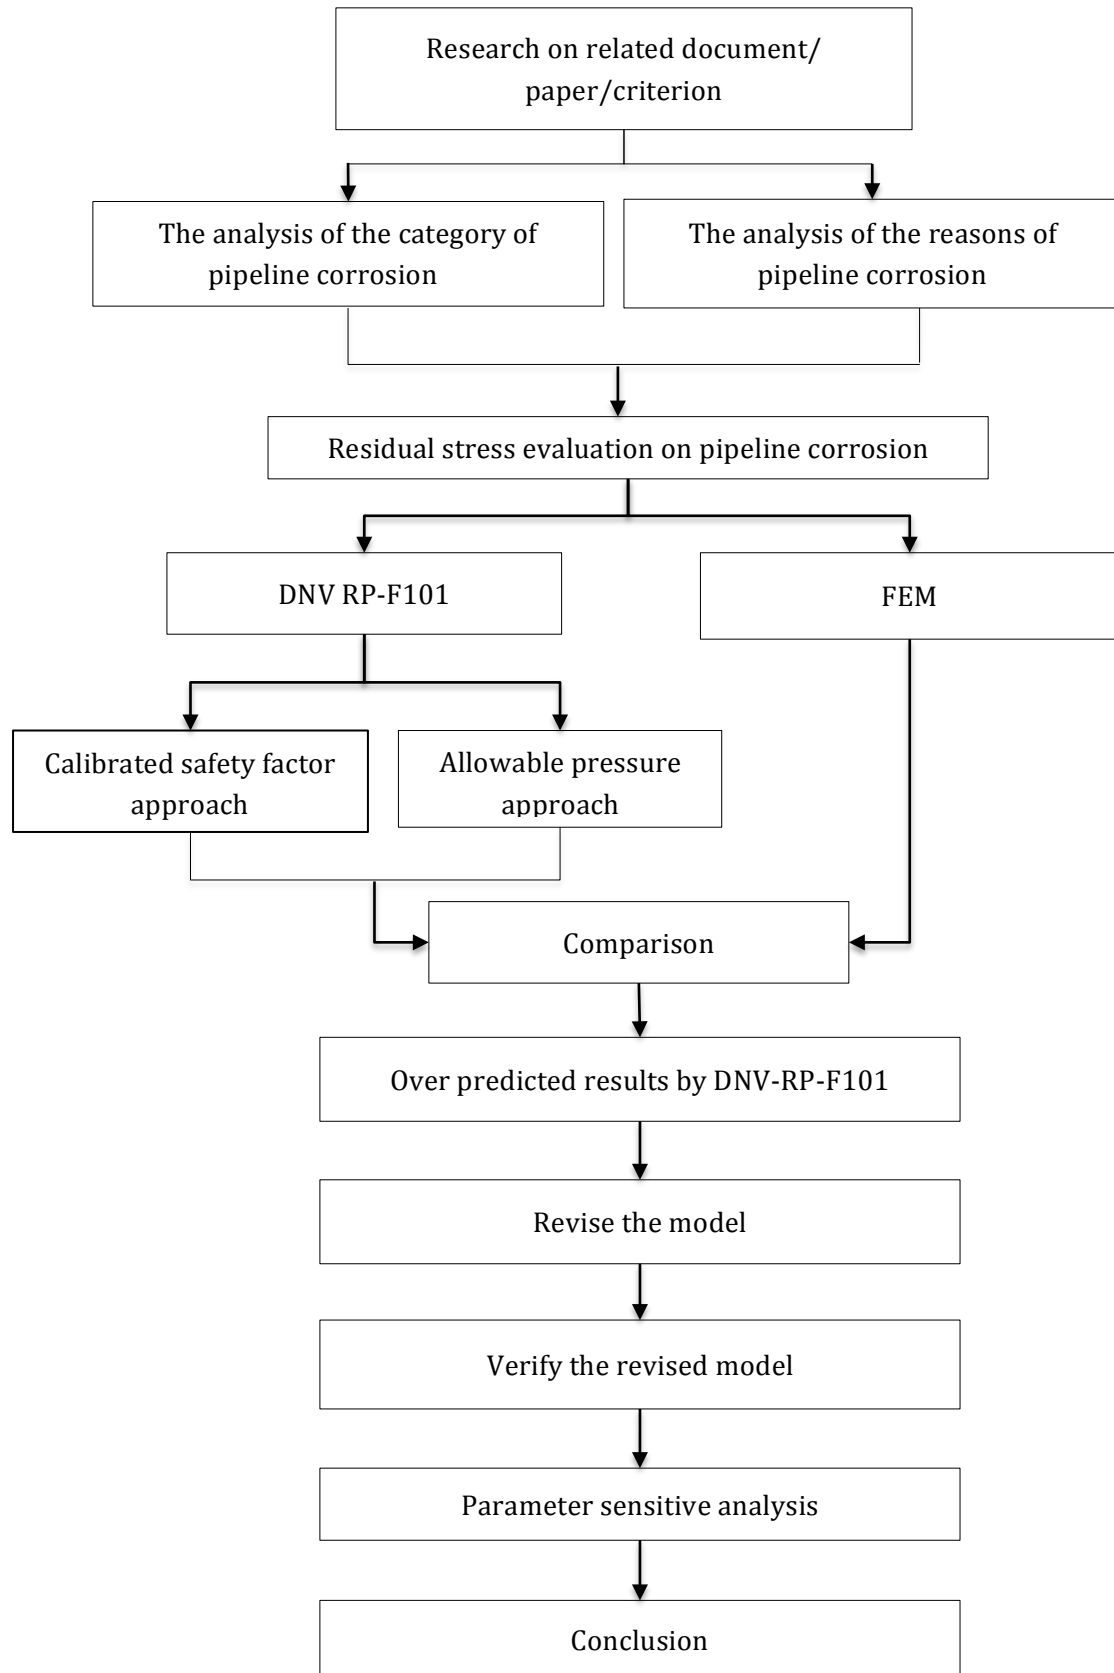 Research on related document/
paper/criterion
The analysis of the category of
pipeline corrosion
The analysis of the reasons of
pipeline corrosion
Residual stress evaluation on pipeline corrosion
DNV RP-F101
FEM
Calibrated safety factor
approach
Allowable pressure
approach
Comparison
Over predicted results by DNV-RP-F101
Revise the model
Verify the revised model
Parameter sensitive analysis
Conclusion